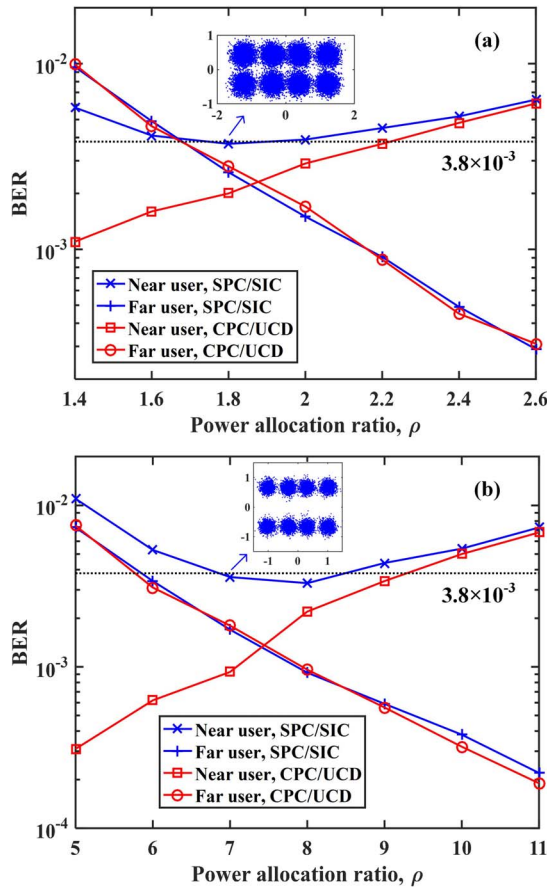 (a)
1
0
-1
-2
0
2
10⁻²
10⁻³
BER
3.8×10⁻³
Near user, SPC/SIC
Far user, SPC/SIC
Near user, CPC/UCD
Far user, CPC/UCD
1.4 1.6 1.8 2 2.2 2.4 2.6
Power allocation ratio, ρ
(b)
1
0
-1
-1 0 1
10⁻²
10⁻³
10⁻⁴
BER
3.8×10⁻³
Near user, SPC/SIC
Far user, SPC/SIC
Near user, CPC/UCD
Far user, CPC/UCD
5 6 7 8 9 10 11
Power allocation ratio, ρ